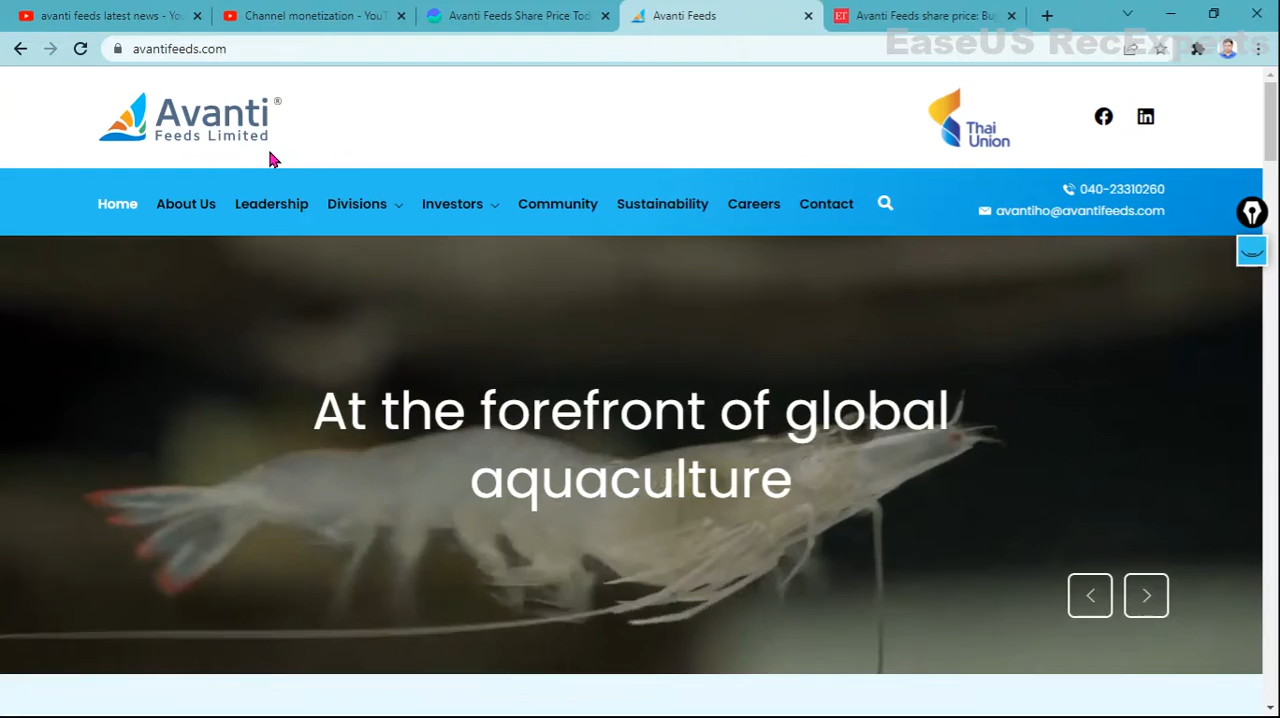 avanti feeds latest news - Yo
Channel monetization - YouT
Avanti Feeds Share Price Tod
Avanti Feeds
ET
Avanti Feeds share price: Bu
avantifeeds.com
EaseUS RecExperts
Avanti®
Feeds Limited
Thai
Union
Home
About Us
Leadership
Divisions
Investors
Community
Sustainability
Careers
Contact
040-23310260
avantiho@avantifeeds.com
At the forefront of global
aquaculture